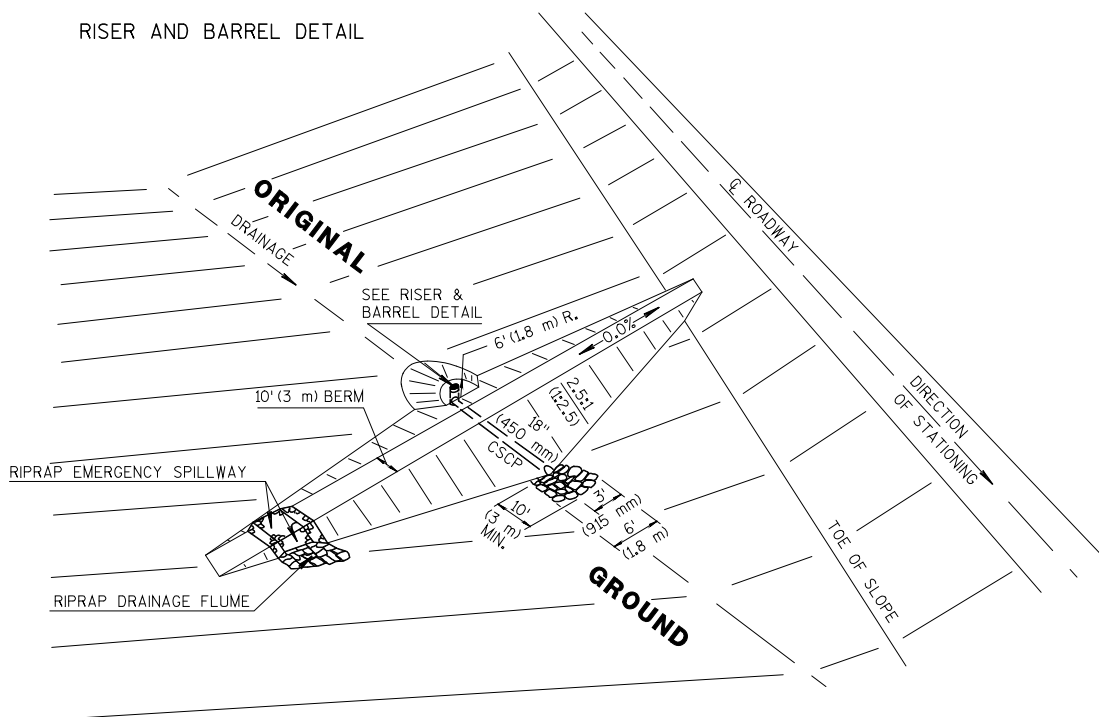 RISER AND BARREL DETAIL
ORIGINAL
DRAINAGE
℄ ROADWAY
SEE RISER &
BARREL DETAIL
6' (1.8 m) R.
0.0%
10' (3 m) BERM
2.5:1
(1:2.5)
18"
(450 mm)
CSCP
DIRECTION
OF STATIONING
RIPRAP EMERGENCY SPILLWAY
10'
(3 m)
MIN.
3'
(915 mm)
6'
(1.8 m)
TOE OF SLOPE
GROUND
RIPRAP DRAINAGE FLUME